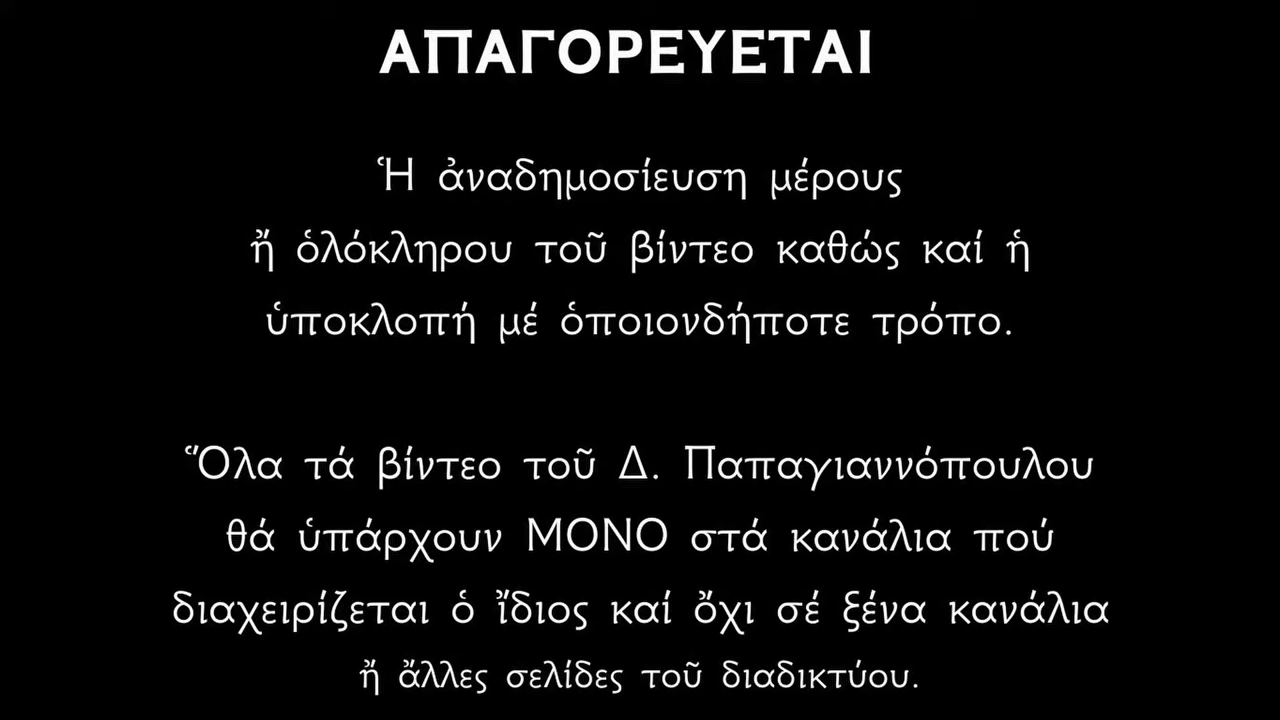 ΑΠΑΓΟΡΕΥΕΤΑΙ
Ἡ ἀναδημοσίευση μέρους
ἤ ὁλόκληρου τοῦ βίντεο καθώς καί ἡ
ὑποκλοπή μέ ὁποιονδήποτε τρόπο.
Ὅλα τά βίντεο τοῦ Δ. Παπαγιαννόπουλου
θά ὑπάρχουν ΜΟΝΟ στά κανάλια πού
διαχειρίζεται ὁ ἴδιος καί ὄχι σέ ξένα κανάλια
ἤ ἄλλες σελίδες τοῦ διαδικτύου.